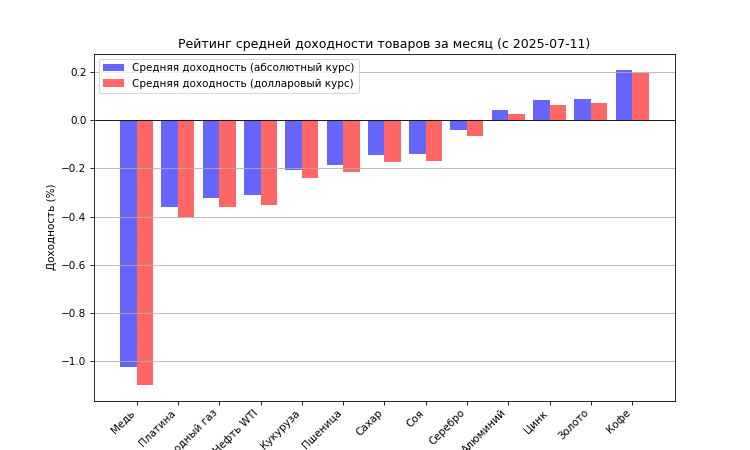 Рейтинг средней доходности товаров за месяц (с 2025-07-11)
Средняя доходность (абсолютный курс)
Средняя доходность (долларовый курс)
Доходность (%)
0.2
0.0
−0.2
−0.4
−0.6
−0.8
−1.0
Медь
Платина
газ
Нефть WTI
Кукуруза
Пшеница
Сахар
Соя
Серебро
Алюминий
Цинк
Золото
Кофе